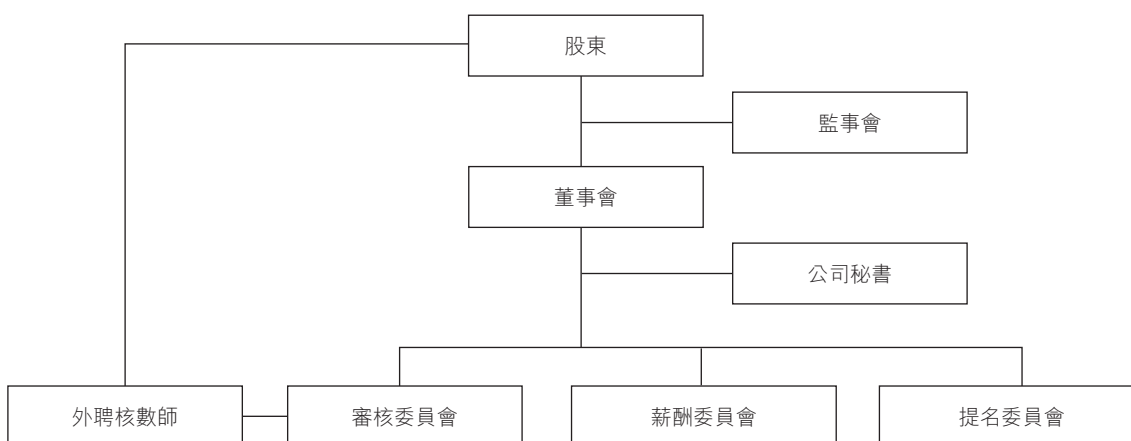 股東
監事會
董事會
公司秘書
外聘核數師
審核委員會
薪酬委員會
提名委員會